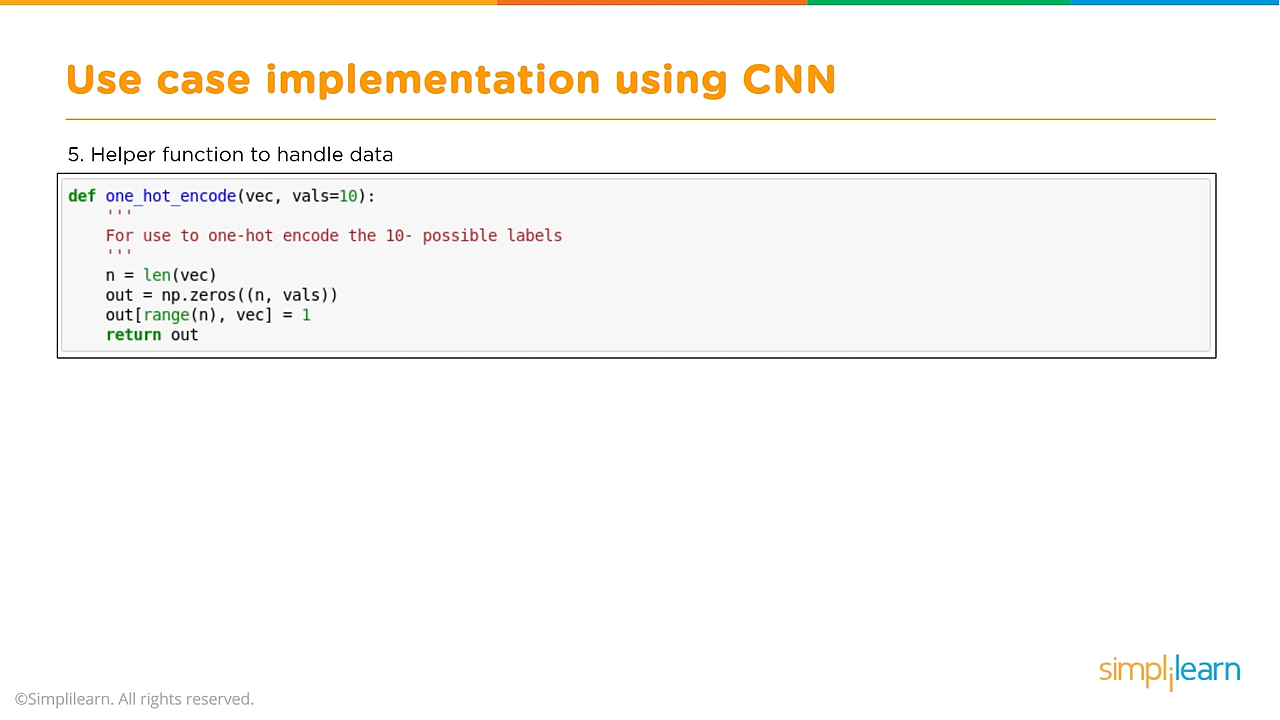 Use case implementation using CNN
5. Helper function to handle data
def one_hot_encode(vec, vals=10):
    '''
    For use to one-hot encode the 10- possible labels
    '''
    n = len(vec)
    out = np.zeros((n, vals))
    out[range(n), vec] = 1
    return out
simplilearn
©Simplilearn. All rights reserved.